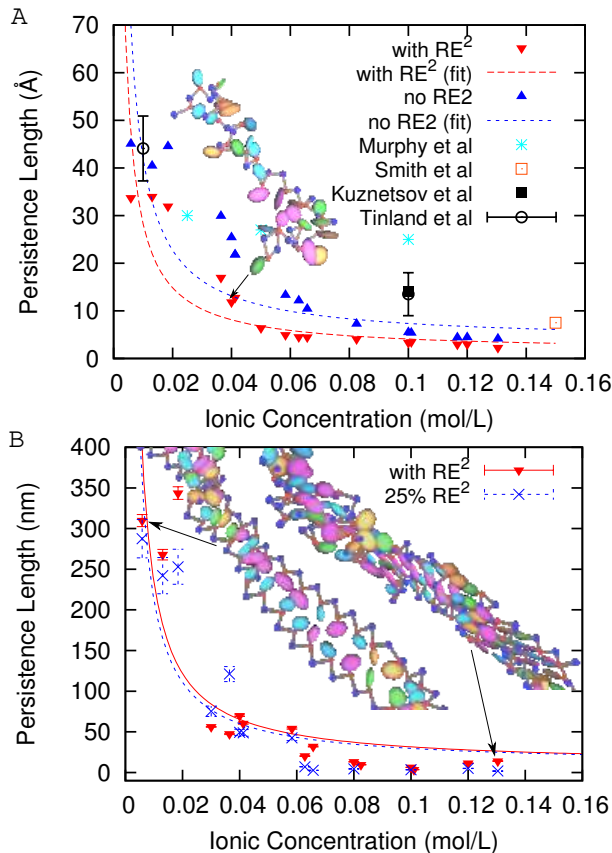 A
70
60
50
40
30
20
10
0
Persistence Length (Å)
with RE²
with RE² (fit)
no RE2
no RE2 (fit)
Murphy et al
Smith et al
Kuznetsov et al
Tinland et al
0 0.02 0.04 0.06 0.08 0.1 0.12 0.14 0.16
Ionic Concentration (mol/L)
B
400
350
300
250
200
150
100
50
0
Persistence Length (nm)
with RE²
25% RE²
0 0.02 0.04 0.06 0.08 0.1 0.12 0.14 0.16
Ionic Concentration (mol/L)